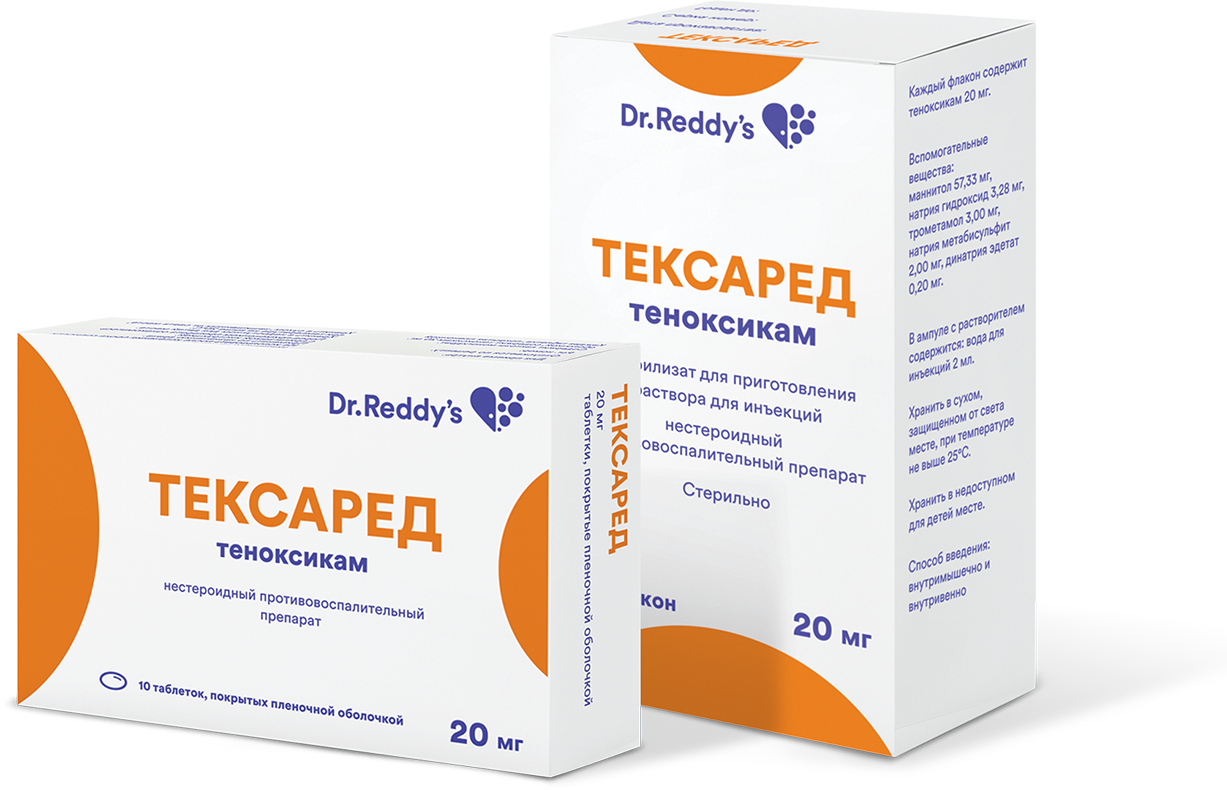 Dr.Reddy's
ТЕКСАРЕД
теноксикам
нестероидный противовоспалительный
препарат
10 таблеток, покрытых пленочной оболочкой
20 мг
ТЕКСАРЕД
20 мг
таблетки, покрытые пленочной оболочкой
ТЕКСАРЕД
Dr.Reddy's
ТЕКСАРЕД
теноксикам
для приготовления
раствора для инъекций
нестероидный
препарат
Стерильно
20 мг
Каждый флакон содержит
теноксикам 20 мг.
Вспомогательные
вещества:
маннитол 57,33 мг,
натрия гидроксид 3,28 мг,
трометамол 3,00 мг,
натрия метабисульфит
2,00 мг, динатрия эдетат
0,20 мг.
В ампуле с растворителем
содержится: вода для
инъекций 2 мл.
Хранить в сухом,
защищенном от света
месте, при температуре
не выше 25°С.
Хранить в недоступном
для детей месте.
Способ введения:
внутримышечно и
внутривенно